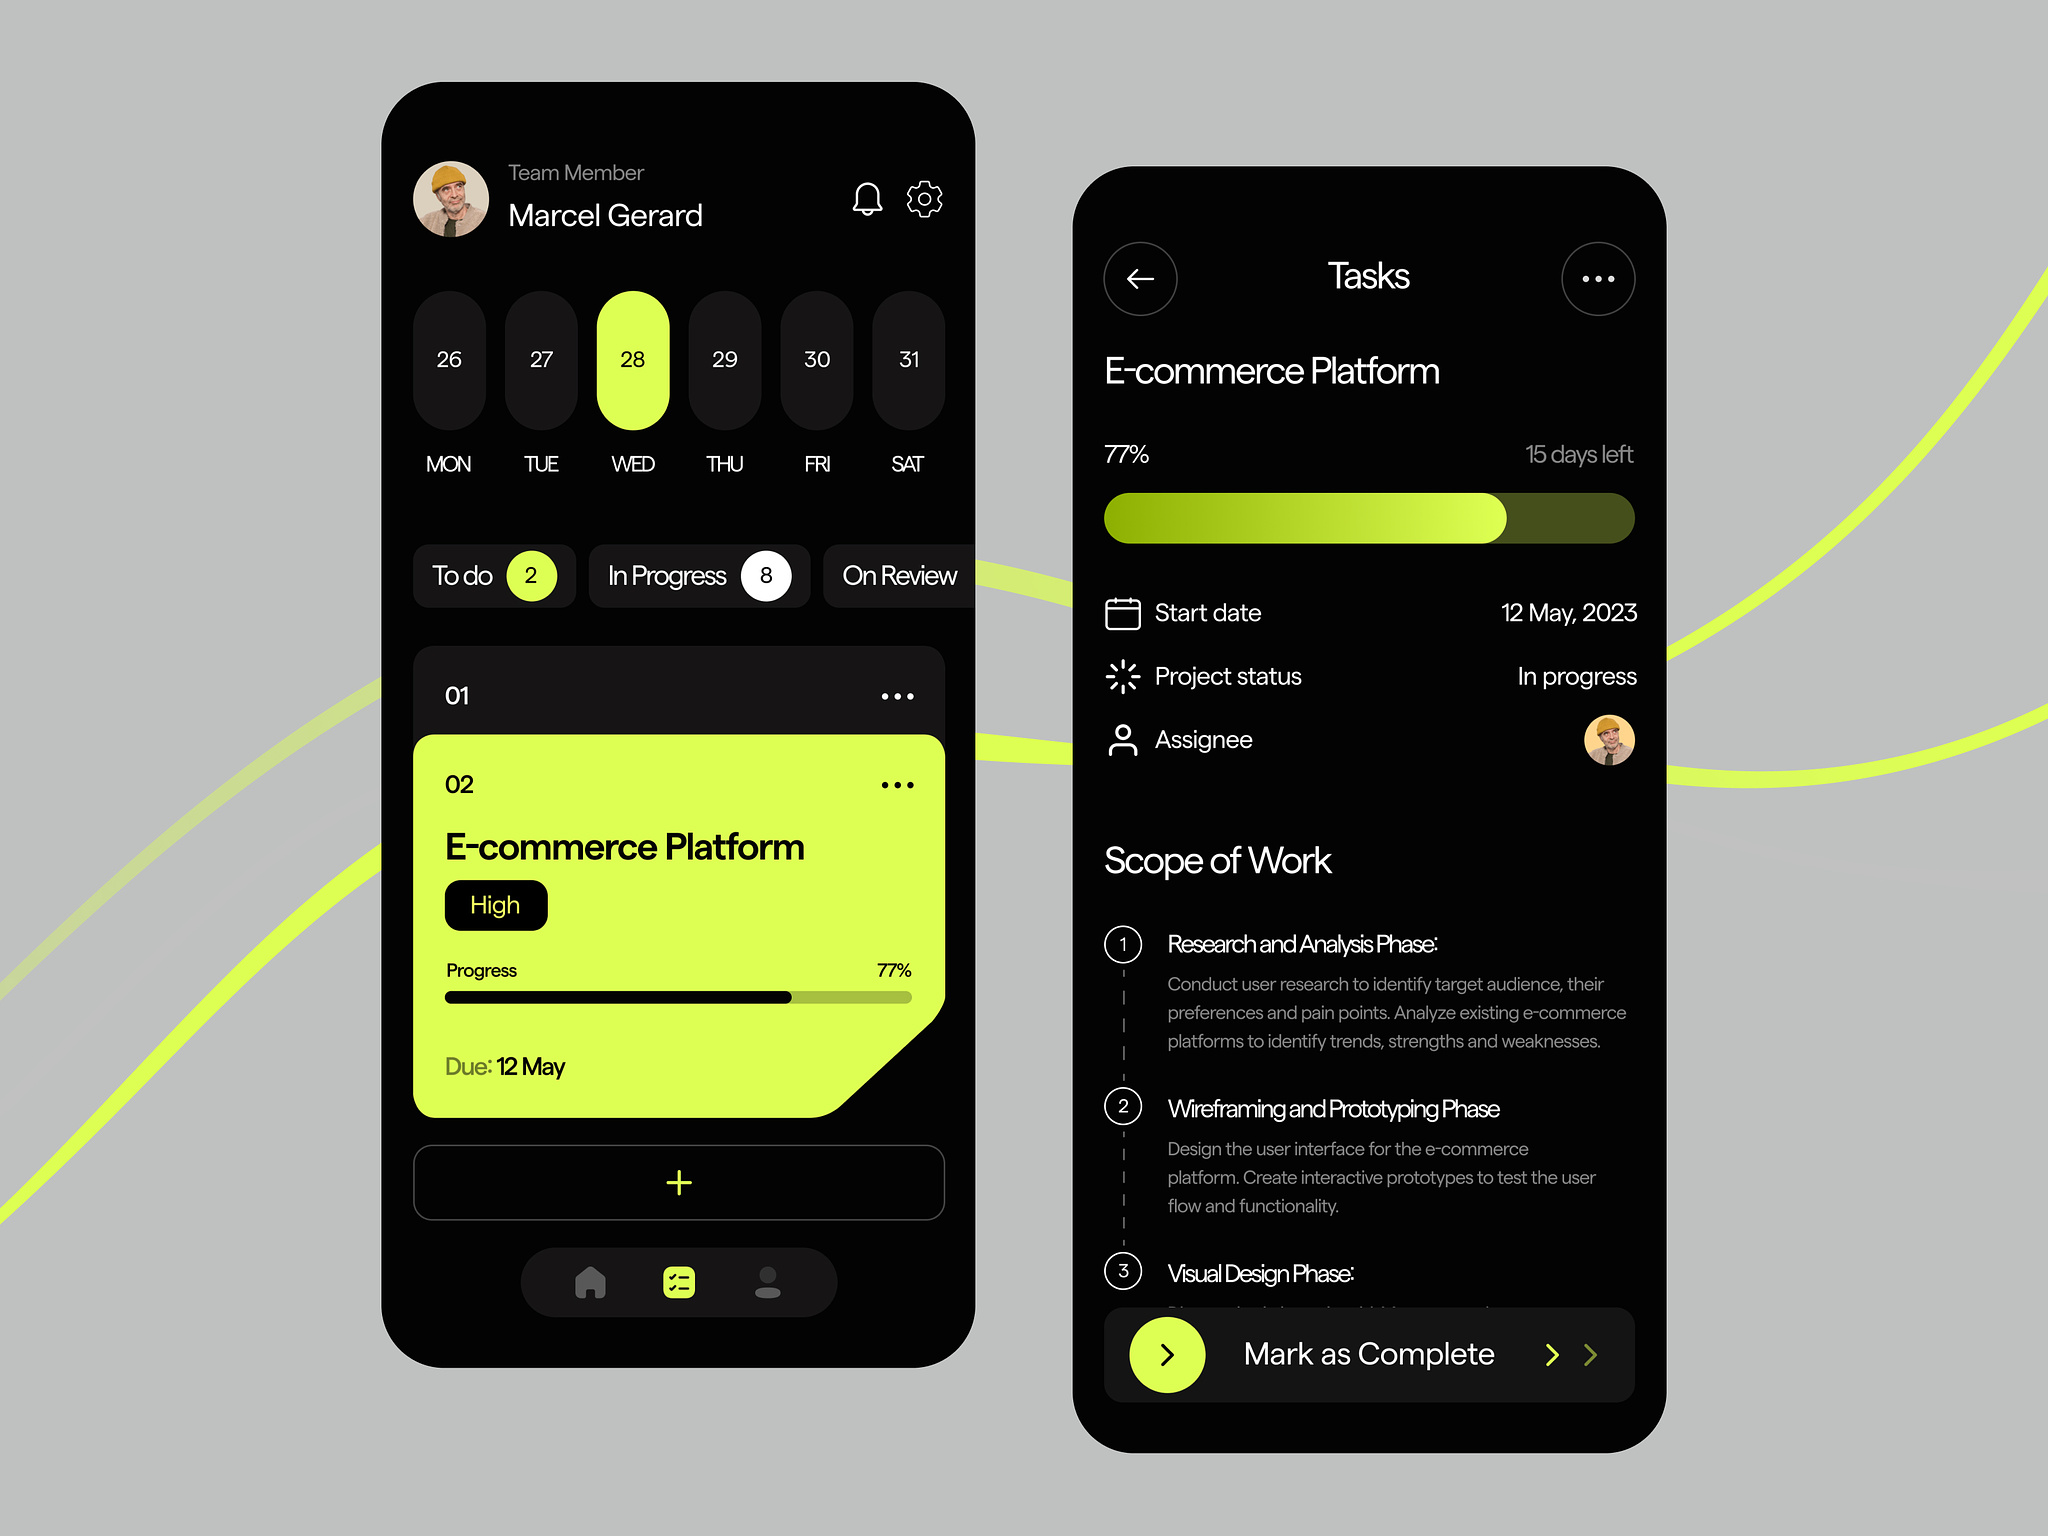 Team Member
Marcel Gerard
26 27 28 29 30 31
MON TUE WED THU FRI SAT
To do 2 In Progress 8 On Review
01
02
E-commerce Platform
High
Progress 77%
Due: 12 May
Tasks
E-commerce Platform
77% 15 days left
Start date 12 May, 2023
Project status In progress
Assignee
Scope of Work
1 Research and Analysis Phase:
Conduct user research to identify target audience, their
preferences and pain points. Analyze existing e-commerce
platforms to identify trends, strengths and weaknesses.
2 Wireframing and Prototyping Phase
Design the user interface for the e-commerce
platform. Create interactive prototypes to test the user
flow and functionality.
3 Visual Design Phase:
Mark as Complete